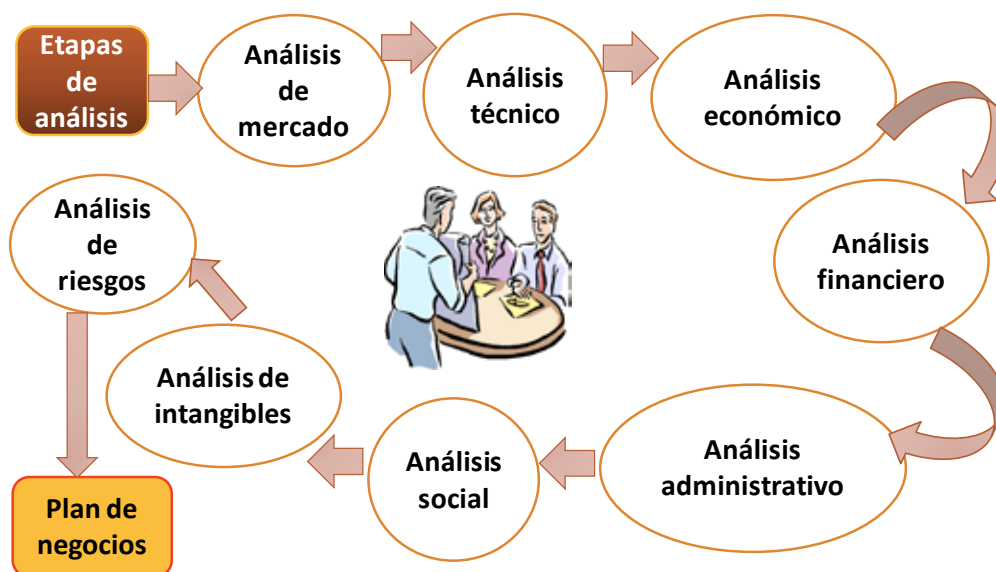 Etapas
de
análisis
Análisis
de
mercado
Análisis
técnico
Análisis
económico
Análisis
financiero
Análisis
administrativo
Análisis
social
Análisis de
intangibles
Análisis
de
riesgos
Plan de
negocios